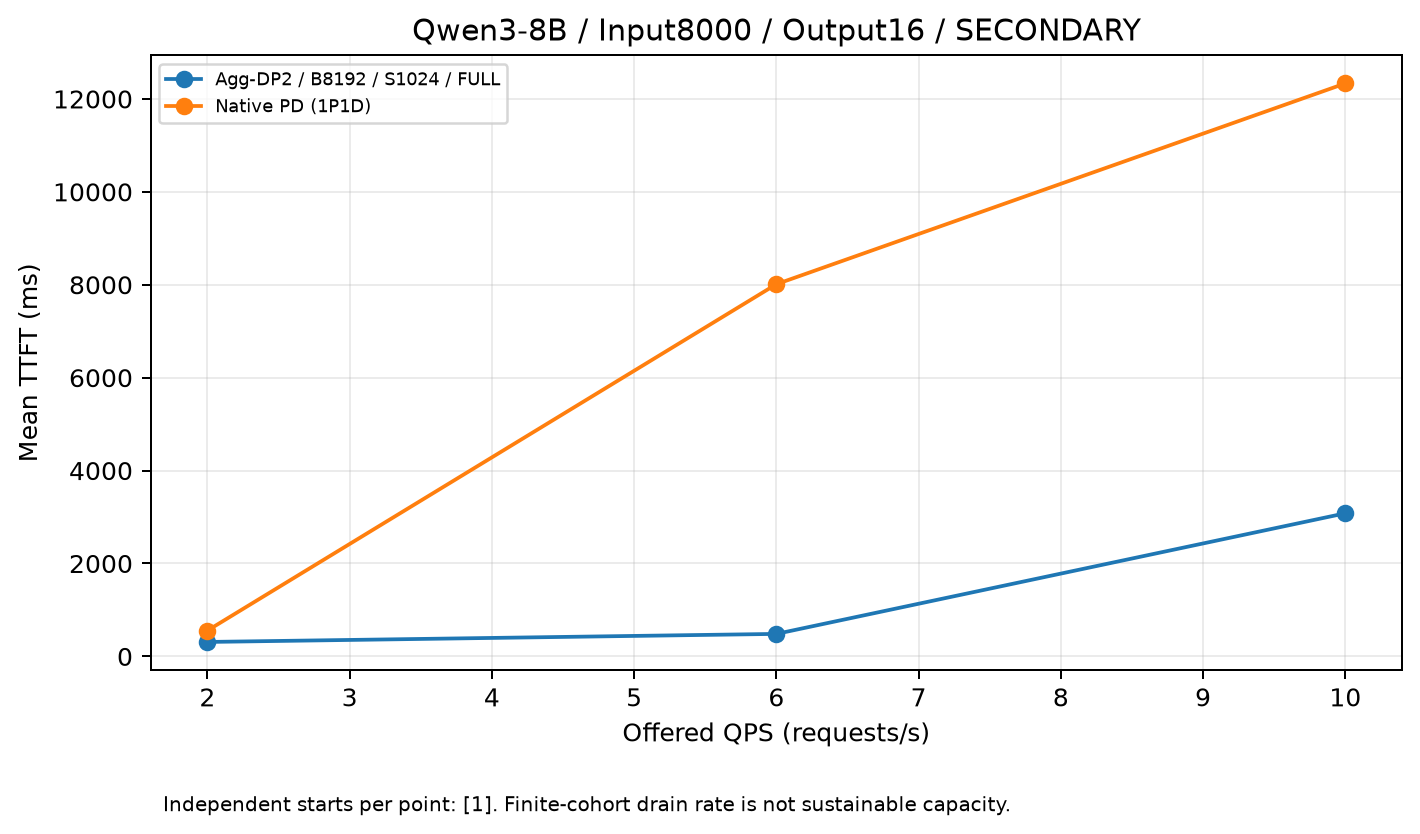 Qwen3-8B / Input8000 / Output16 / SECONDARY
Agg-DP2 / B8192 / S1024 / FULL
Native PD (1P1D)
12000
10000
8000
6000
4000
2000
0
Mean TTFT (ms)
2 3 4 5 6 7 8 9 10
Offered QPS (requests/s)
Independent starts per point: [1]. Finite-cohort drain rate is not sustainable capacity.